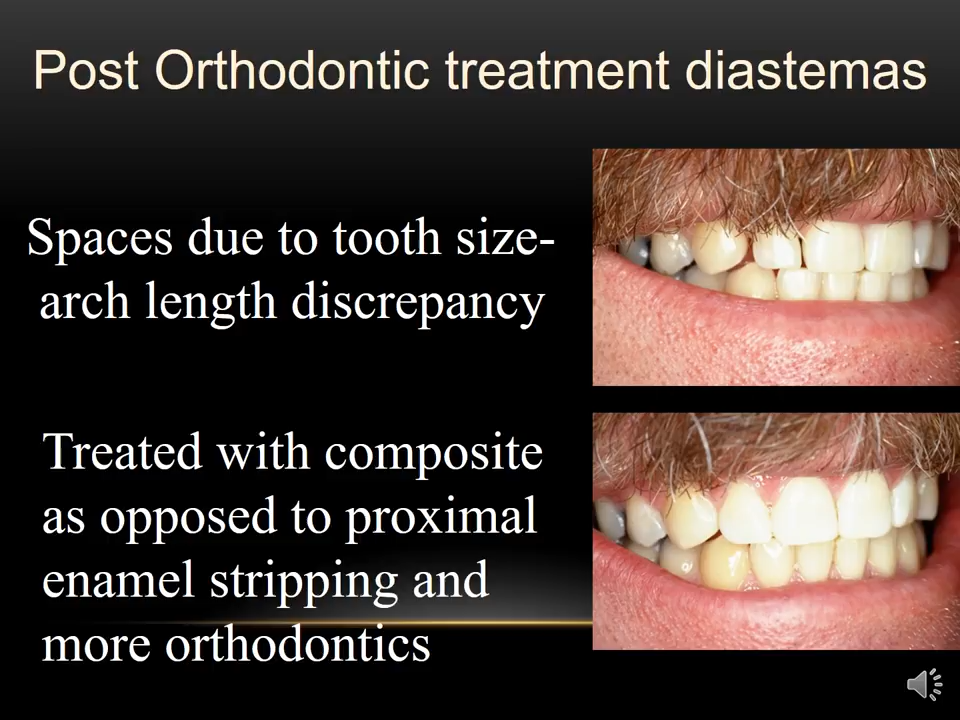 Post Orthodontic treatment diastemas
Spaces due to tooth size-
arch length discrepancy
Treated with composite
as opposed to proximal
enamel stripping and
more orthodontics